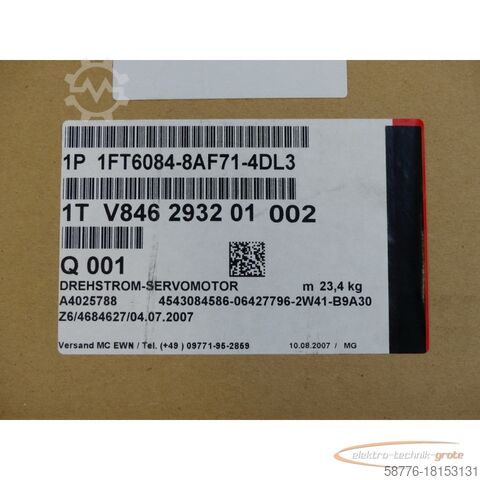 1P 1FT6084-8AF71-4DL3
1T V846 2932 01 002
Q 001
DREHSTROM-SERVOMOTOR m 23,4 kg
A4025788 4543084586-06427796-2W41-B9A30
Z6/4684627/04.07.2007
Versand MC EWN / Tel. (+49 ) 09771-95-2859 10.08.2007 / MG
elektro-technik-grote
58776-18153131